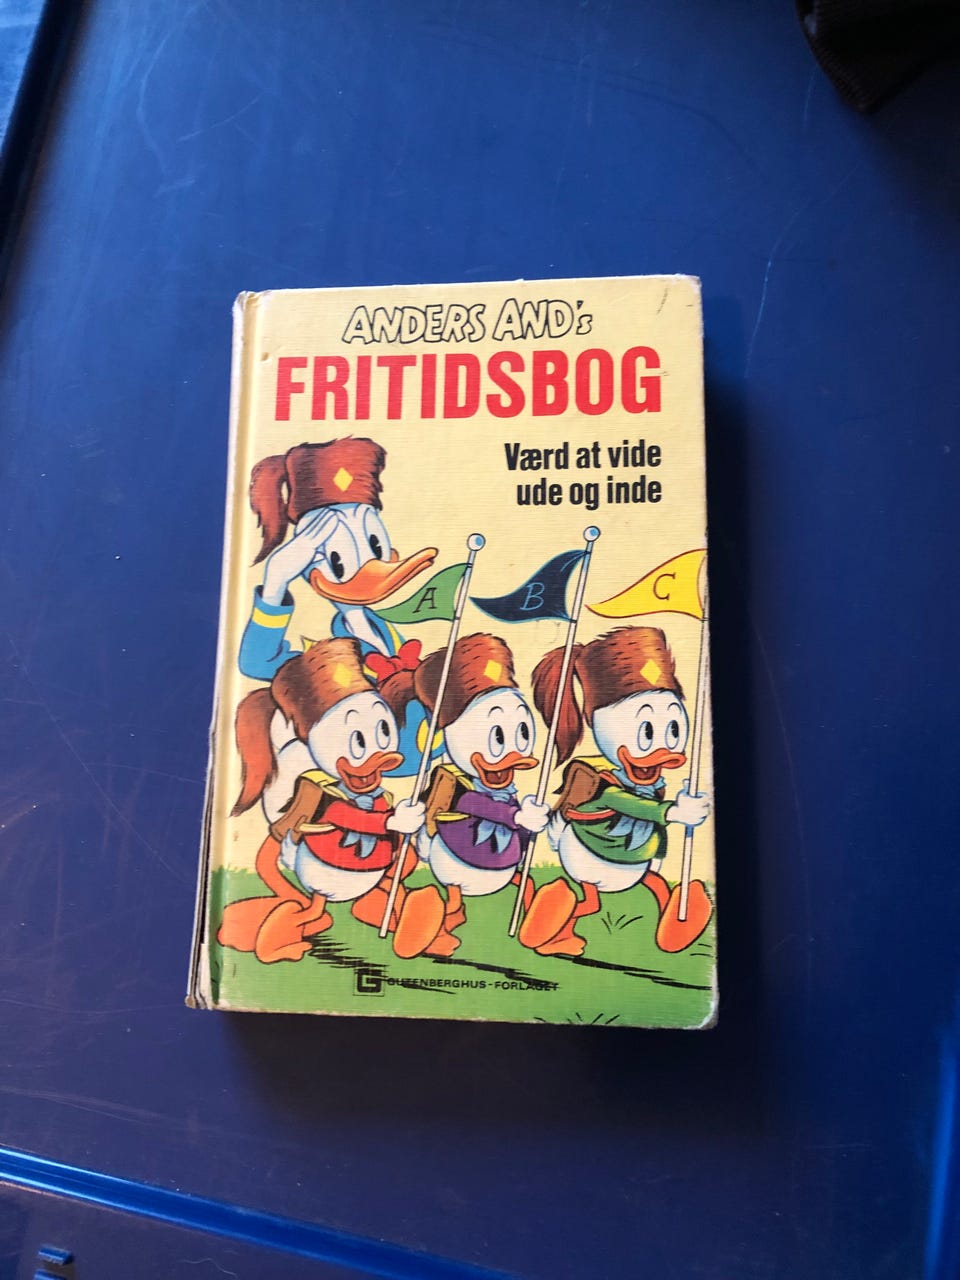 ANDERS AND's
FRITIDSBOG
Værd at vide
ude og inde
A
B
C
G
GUTENBERGHUS-FORLAGET